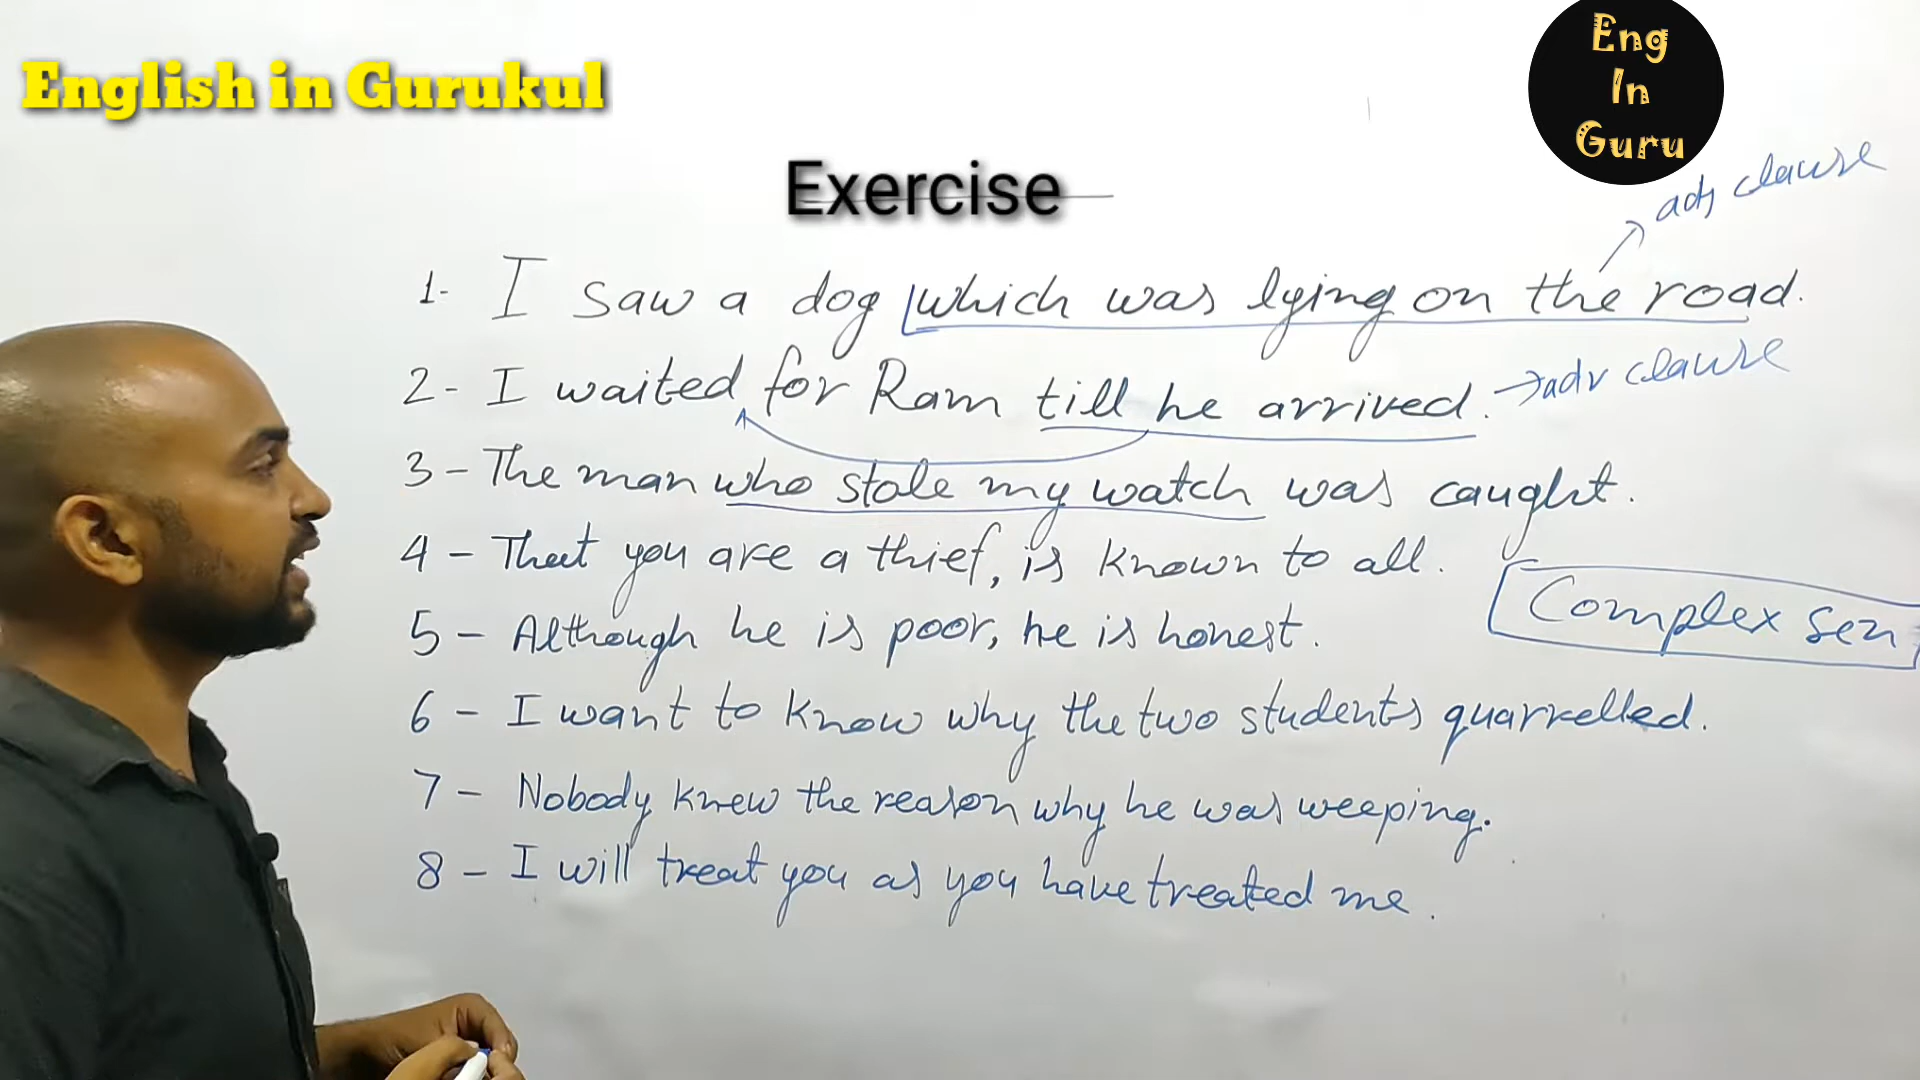 English in Gurukul
Eng
In
Guru
adj clause
Exercise
1- I saw a dog which was lying on the road.
2- I waited for Ram till he arrived. → adv clause
3 - The man who stole my watch was caught.
4 - That you are a thief, is known to all.
Complex sen
5 - Although he is poor, he is honest.
6 - I want to know why the two students quarrelled.
7 - Nobody knew the reason why he was weeping.
8 - I will treat you as you have treated me.